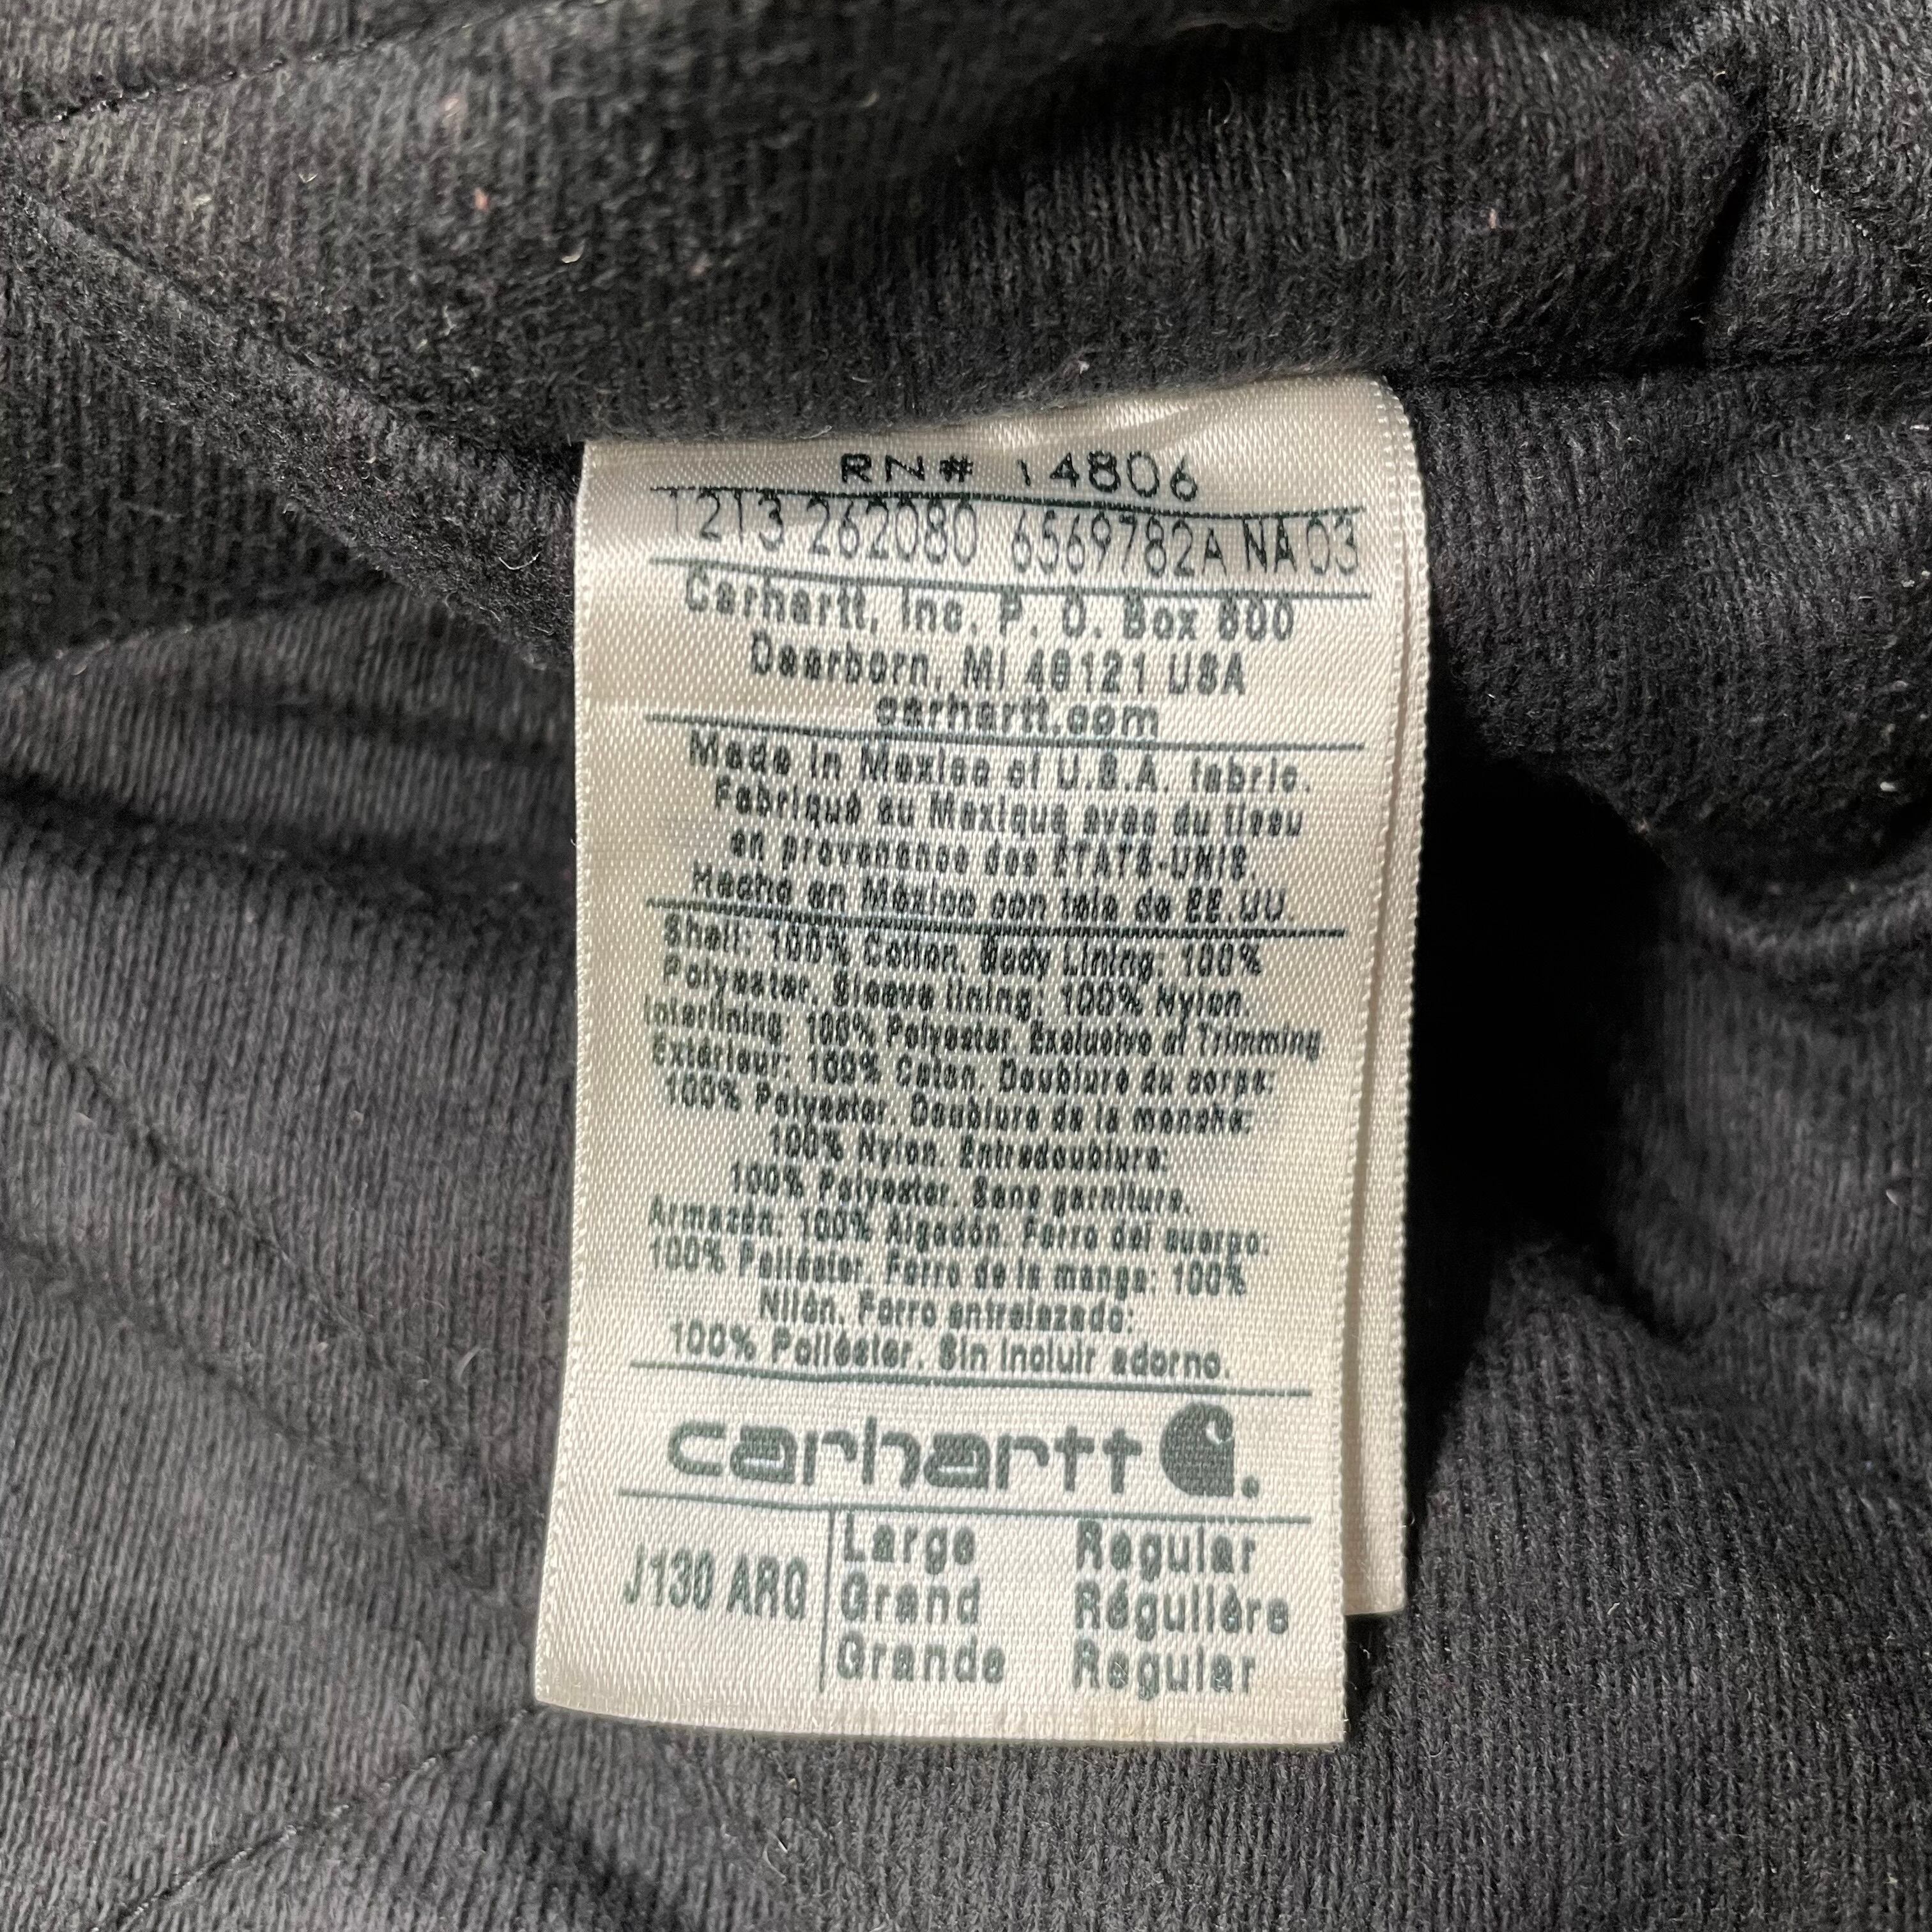 RN# 14806
1213 262080 6569782A NA 03
Carhartt, Inc. P. O. Box 600
Dearborn, MI 48121 USA
carhartt.com
Made in Mexico of U.S.A. fabric.
Fabriqué au Mexique avec du tissu
en provenance des ÉTATS-UNIS.
Hecho en México con tela de EE.UU.
Shell: 100% Cotton. Body Lining: 100%
Polyester. Sleeve lining: 100% Nylon.
Interlining: 100% Polyester. Exclusive of Trimming
Extérieur: 100% Coton. Doublure du corps:
100% Polyester. Doublure de la manche:
100% Nylon. Entredoublure:
100% Polyester. Sans garniture.
Armazón: 100% Algodón. Forro del cuerpo:
100% Poliéster. Forro de la manga: 100%
Nilón. Forro entrelazado:
100% Poliéster. Sin incluir adorno.
carhartt
J130 ARG Large Regular
Grand Régulière
Grande Regular